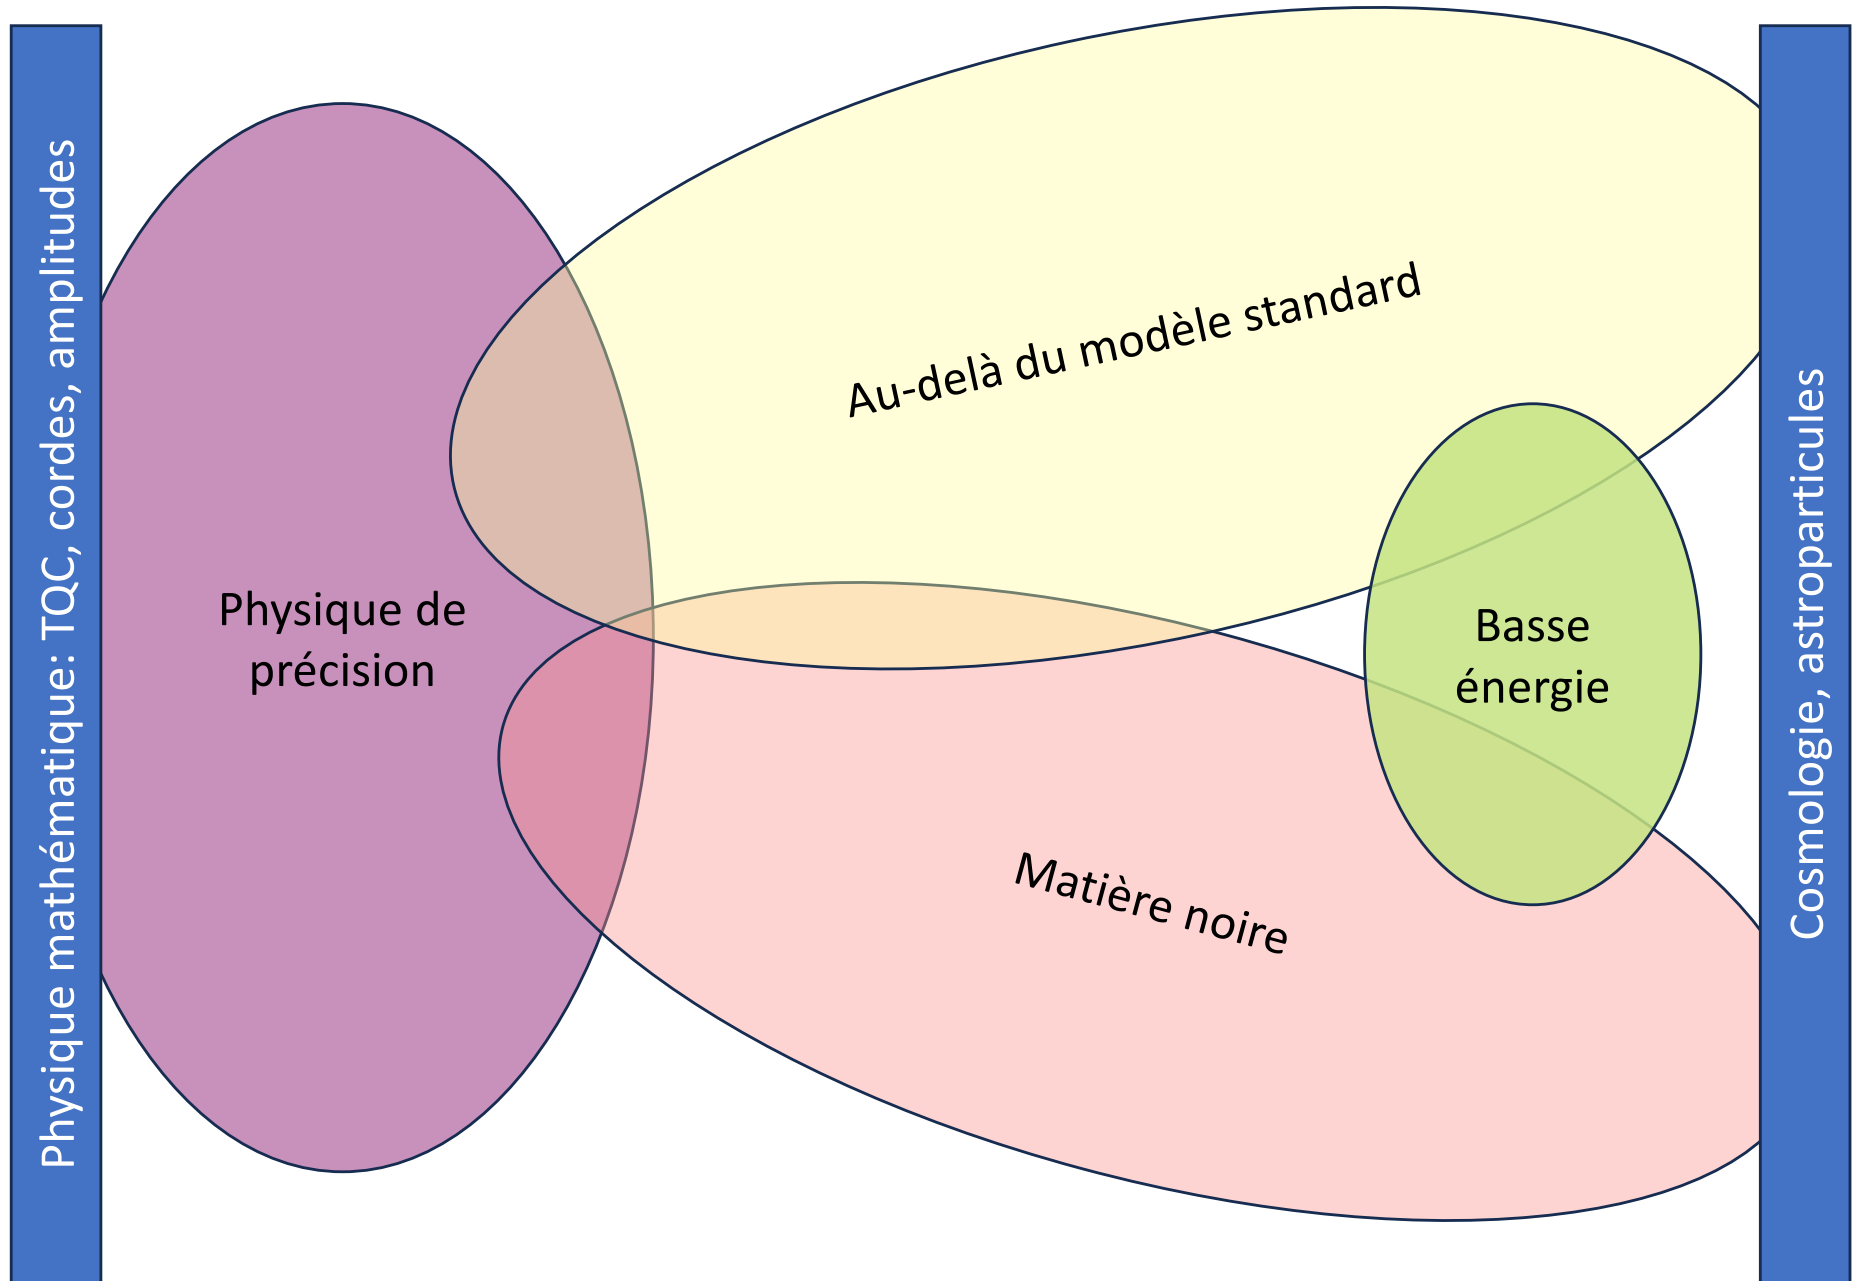 Physique mathématique: TQC, cordes, amplitudes
Physique de
précision
Au-delà du modèle standard
Matière noire
Basse
énergie
Cosmologie, astroparticules